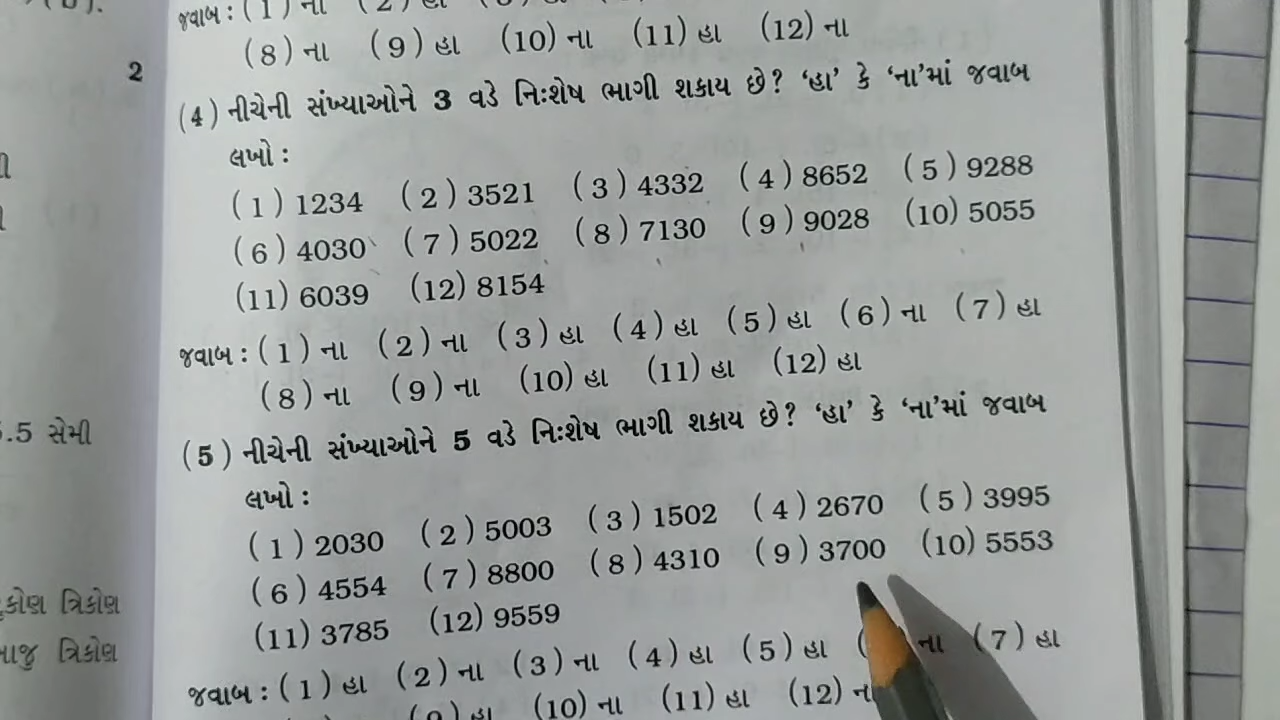 જવાબ : (1) ના (2) હા
(8) ના (9) હા (10) ના (11) હા (12) ના
2
(4) નીચેની સંખ્યાઓને 3 વડે નિઃશેષ ભાગી શકાય છે? ‘હા’ કે ‘ના’માં જવાબ
લખો :
(1) 1234 (2) 3521 (3) 4332 (4) 8652 (5) 9288
(6) 4030 (7) 5022 (8) 7130 (9) 9028 (10) 5055
(11) 6039 (12) 8154
જવાબ : (1) ના (2) ના (3) હા (4) હા (5) હા (6) ના (7) હા
(8) ના (9) ના (10) હા (11) હા (12) હા
.5 સેમી
(5) નીચેની સંખ્યાઓને 5 વડે નિઃશેષ ભાગી શકાય છે? ‘હા’ કે ‘ના’માં જવાબ
લખો :
(1) 2030 (2) 5003 (3) 1502 (4) 2670 (5) 3995
(6) 4554 (7) 8800 (8) 4310 (9) 3700 (10) 5553
કોણ ત્રિકોણ
(11) 3785 (12) 9559
ાજુ ત્રિકોણ
જવાબ : (1) હા (2) ના (3) ના (4) હા (5) હા ના (7) હા
(9) હા (10) ના (11) હા (12) ના